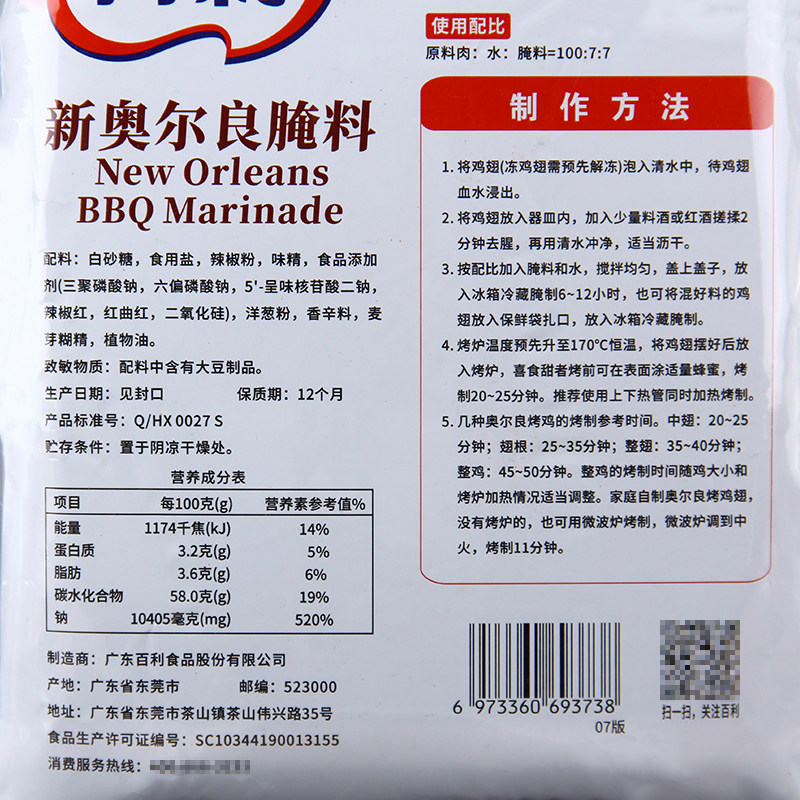 新奥尔良腌料
New Orleans
BBQ Marinade
配料：白砂糖，食用盐，辣椒粉，味精，食品添加
剂(三聚磷酸钠，六偏磷酸钠，5'-呈味核苷酸二钠，
辣椒红，红曲红，二氧化硅)，洋葱粉，香辛料，麦
芽糊精，植物油。
致敏物质：配料中含有大豆制品。
生产日期：见封口 保质期：12个月
产品标准号：Q/HX 0027 S
贮存条件：置于阴凉干燥处。
营养成分表
项目 每100克(g) 营养素参考值%
能量 1174千焦(kJ) 14%
蛋白质 3.2克(g) 5%
脂肪 3.6克(g) 6%
碳水化合物 58.0克(g) 19%
钠 10405毫克(mg) 520%
制造商：广东百利食品股份有限公司
产地：广东省东莞市 邮编：523000
地址：广东省东莞市茶山镇茶山伟兴路35号
食品生产许可证编号：SC10344190013155
消费服务热线：
使用配比
原料肉：水：腌料=100:7:7
制作方法
1. 将鸡翅(冻鸡翅需预先解冻)泡入清水中，待鸡翅
血水浸出。
2. 将鸡翅放入器皿内，加入少量料酒或红酒搓揉2
分钟去腥，再用清水冲净，适当沥干。
3. 按配比加入腌料和水，搅拌均匀，盖上盖子，放
入冰箱冷藏腌制6~12小时，也可将混好料的鸡
翅放入保鲜袋扎口，放入冰箱冷藏腌制。
4. 烤炉温度预先升至170℃恒温，将鸡翅摆好后放
入烤炉，喜食甜者烤前可在表面涂适量蜂蜜，烤
制20~25分钟。推荐使用上下热管同时加热烤制。
5. 几种奥尔良烤鸡的烤制参考时间。中翅：20~25
分钟；翅根：25~35分钟；整翅：35~40分钟；
整鸡：45~50分钟。整鸡的烤制时间随鸡大小和
烤炉加热情况适当调整。家庭自制奥尔良烤鸡翅，
没有烤炉的，也可用微波炉烤制，微波炉调到中
火，烤制11分钟。
6 973360 693738
07版
扫一扫，关注百利